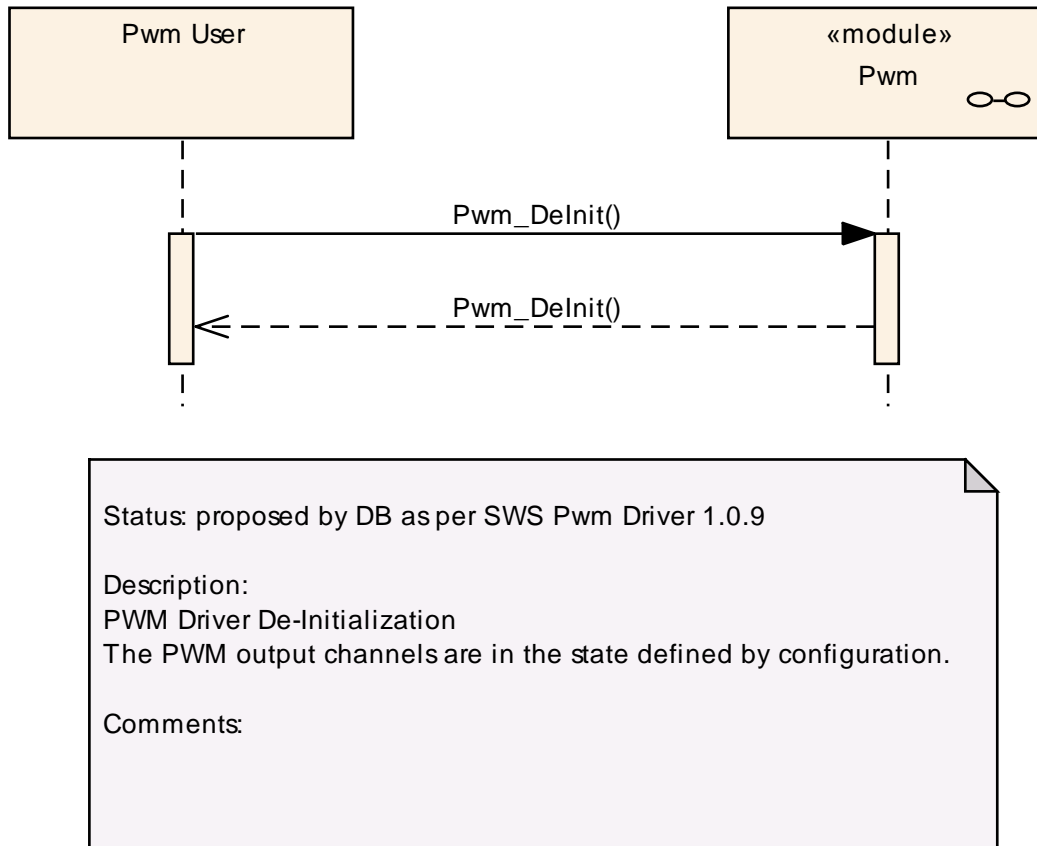 Pwm User
«module»
Pwm
Pwm_DeInit()
Pwm_DeInit()
Status: proposed by DB as per SWS Pwm Driver 1.0.9
Description:
PWM Driver De-Initialization
The PWM output channels are in the state defined by configuration.
Comments: